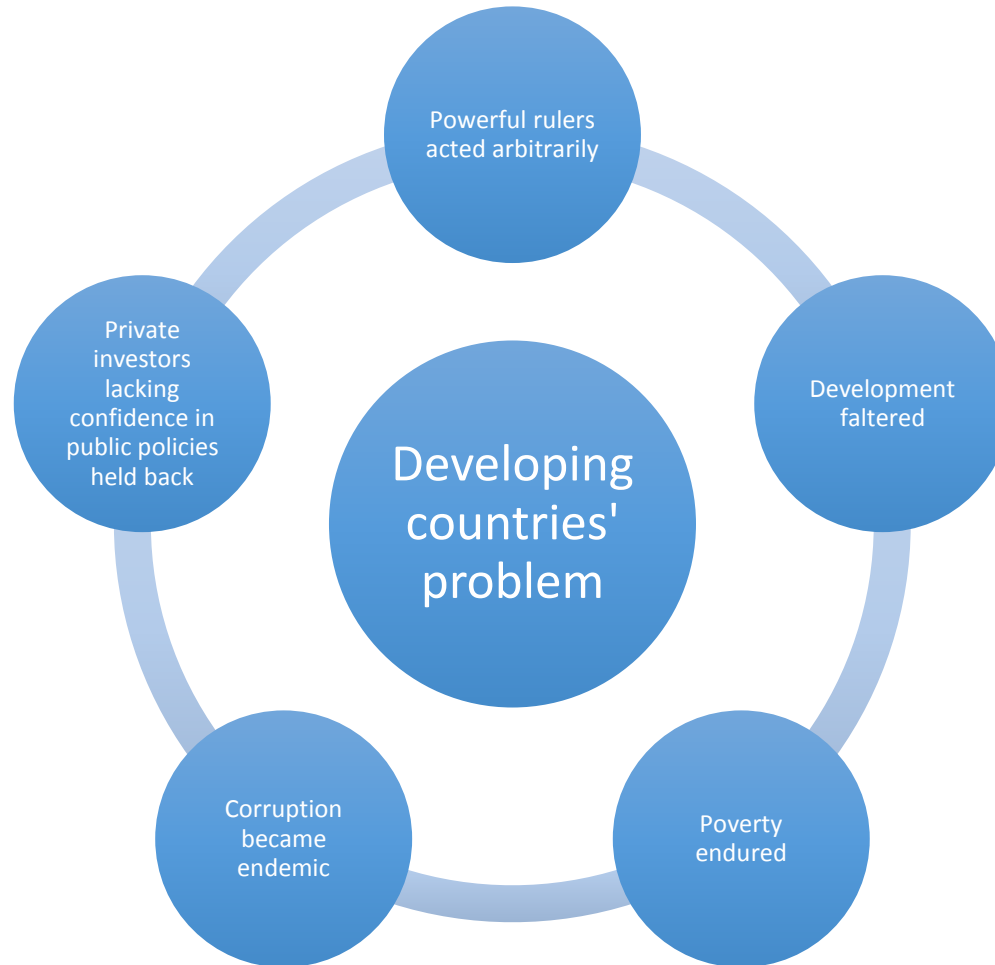 Powerful rulers
acted arbitrarily
Development
faltered
Poverty
endured
Corruption
became
endemic
Private
investors
lacking
confidence in
public policies
held back
Developing
countries'
problem